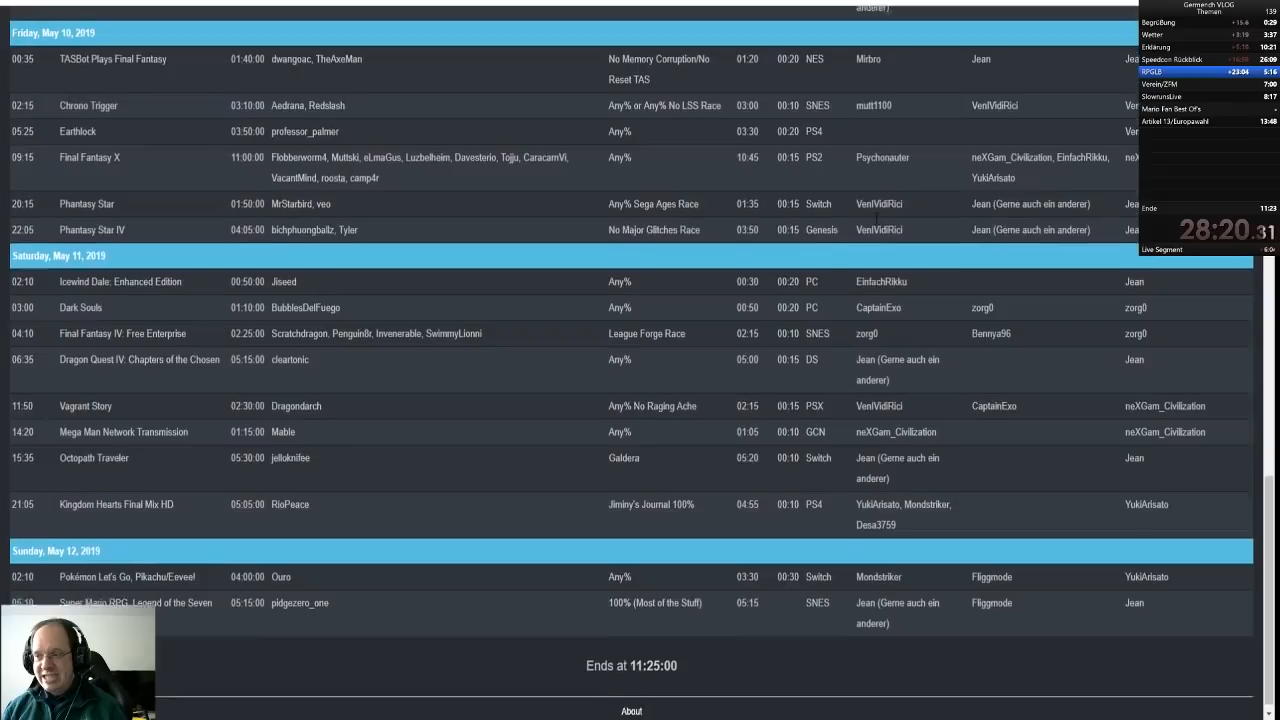 anderer)
Friday, May 10, 2019
00:35 TASBot Plays Final Fantasy 01:40:00 dwangoac, TheAxeMan No Memory Corruption/No 01:20 00:20 NES Mirbro Jean Jea
Reset TAS
02:15 Chrono Trigger 03:10:00 Aedrana, Redslash Any% or Any% No LSS Race 03:00 00:10 SNES mutt1100 VenIVidiRici Ver
05:25 Earthlock 03:50:00 professor_palmer Any% 03:30 00:20 PS4 Ver
09:15 Final Fantasy X 11:00:00 Flobberworm4, Muttski, eLmaGus, Luzbelheim, Davesterio, Tojju, CaracarnVi, Any% 10:45 00:15 PS2 Psychonauter neXGam_Civilization, EinfachRikku, neX
VacantMind, roosta, camp4r YukiArisato
20:15 Phantasy Star 01:50:00 MrStarbird, veo Any% Sega Ages Race 01:35 00:15 Switch VenIVidiRici Jean (Gerne auch ein anderer) Jea
22:05 Phantasy Star IV 04:05:00 bichphuongballz, Tyler No Major Glitches Race 03:50 00:15 Genesis VenIVidiRici Jean (Gerne auch ein anderer) Jea
Saturday, May 11, 2019
02:10 Icewind Dale: Enhanced Edition 00:50:00 Jiseed Any% 00:30 00:20 PC EinfachRikku Jean
03:00 Dark Souls 01:10:00 BubblesDelFuego Any% 00:50 00:20 PC CaptainExo zorg0 zorg0
04:10 Final Fantasy IV: Free Enterprise 02:25:00 Scratchdragon, Penguin8r, Invenerable, SwimmyLionni League Forge Race 02:15 00:10 SNES zorg0 Bennya96 zorg0
06:35 Dragon Quest IV: Chapters of the Chosen 05:15:00 cleartonic Any% 05:00 00:15 DS Jean (Gerne auch ein Jean
anderer)
11:50 Vagrant Story 02:30:00 Dragondarch Any% No Raging Ache 02:15 00:15 PSX VenIVidiRici CaptainExo neXGam_Civilization
14:20 Mega Man Network Transmission 01:15:00 Mable Any% 01:05 00:10 GCN neXGam_Civilization neXGam_Civilization
15:35 Octopath Traveler 05:30:00 jelloknifee Galdera 05:20 00:10 Switch Jean (Gerne auch ein Jean
anderer)
21:05 Kingdom Hearts Final Mix HD 05:05:00 RioPeace Jiminy's Journal 100% 04:55 00:10 PS4 YukiArisato, Mondstriker, YukiArisato
Desa3759
Sunday, May 12, 2019
02:10 Pokémon Let's Go, Pikachu/Eevee! 04:00:00 Ouro Any% 03:30 00:30 Switch Mondstriker Fliggmode YukiArisato
Super Mario RPG, Legend of the Seven 05:15:00 pidgezero_one 100% (Most of the Stuff) 05:15 SNES Jean (Gerne auch ein Fliggmode Jean
anderer)
Ends at 11:25:00
About
Germench VLOG
Themen 139
Begrüßung +15.6 0:29
Wetter +3:19 3:37
Erklärung 10:21
Speedcon Rückblick 26:09
RPGLB +23:04 5:16
Verein/ZFM 7:00
SlowrunsLive 8:17
Mario Fan Best Of's -
Artikel 13/Europawahl 13:48
Ende 11:23
28:20.31
Live Segment